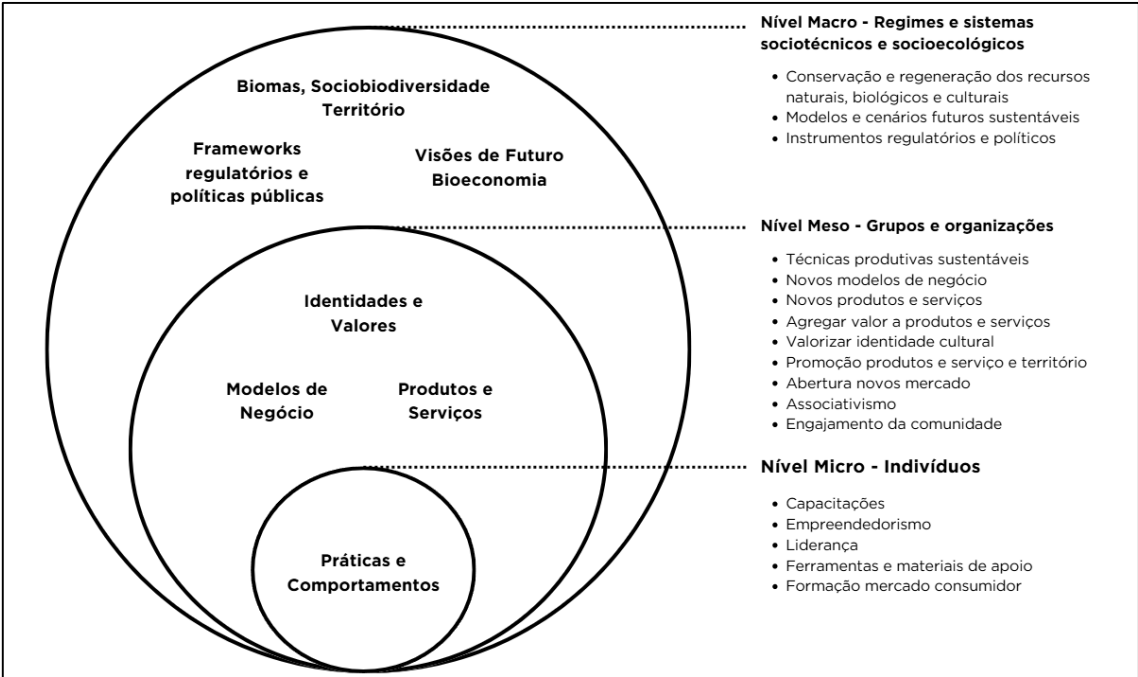 Biomas, Sociobiodiversidade
Território
Frameworks
regulatórios e
políticas públicas
Visões de Futuro
Bioeconomia
Identidades e
Valores
Modelos de
Negócio
Produtos e
Serviços
Práticas e
Comportamentos
Nível Macro - Regimes e sistemas
sociotécnicos e socioecológicos
• Conservação e regeneração dos recursos
naturais, biológicos e culturais
• Modelos e cenários futuros sustentáveis
• Instrumentos regulatórios e políticos
Nível Meso - Grupos e organizações
• Técnicas produtivas sustentáveis
• Novos modelos de negócio
• Novos produtos e serviços
• Agregar valor a produtos e serviços
• Valorizar identidade cultural
• Promoção produtos e serviço e território
• Abertura novos mercado
• Associativismo
• Engajamento da comunidade
Nível Micro - Indivíduos
• Capacitações
• Empreendedorismo
• Liderança
• Ferramentas e materiais de apoio
• Formação mercado consumidor